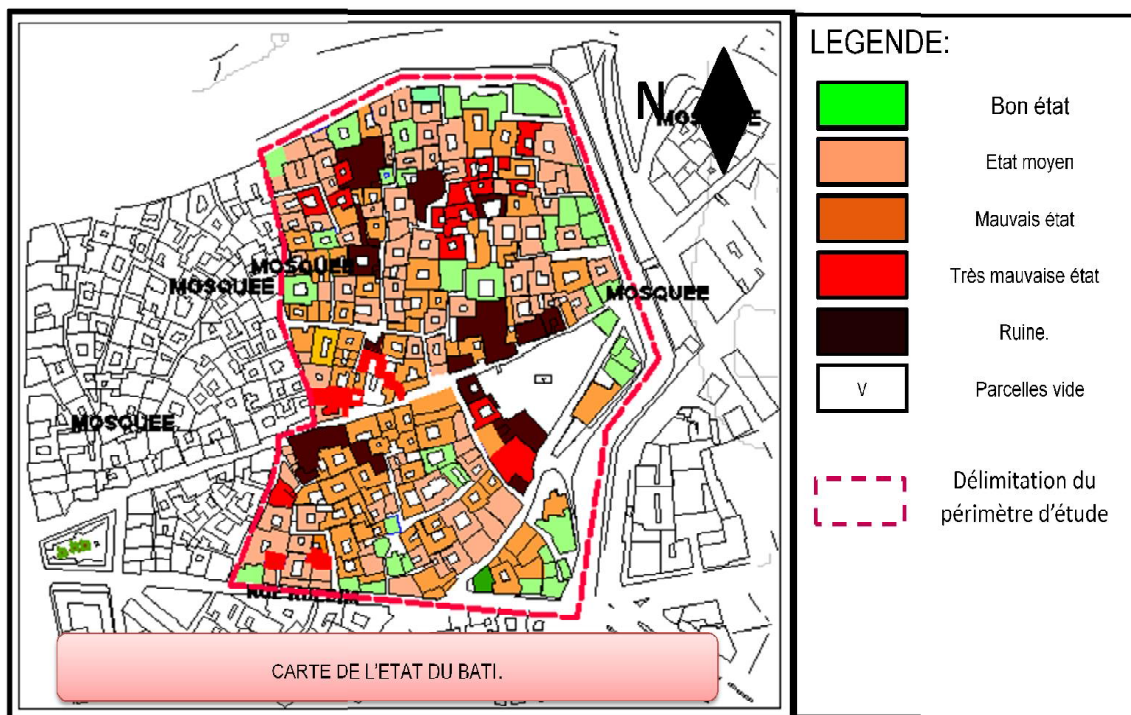 LEGENDE:
N
MOSQUEE
Bon état
Etat moyen
Mauvais état
Très mauvaise état
Ruine.
V
Parcelles vide
Délimitation du
périmètre d'étude
MOSQUEE
MOSQUEE
MOSQUEE
MOSQUEE
CARTE DE L'ETAT DU BATI.